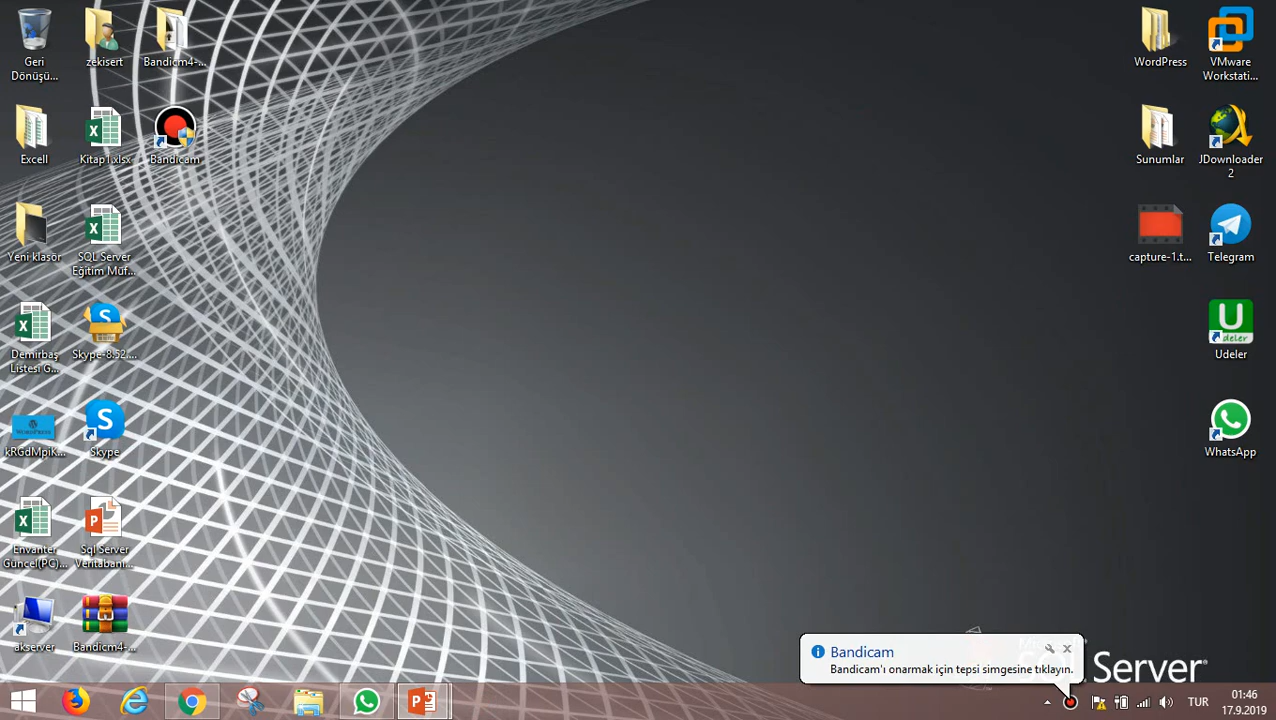 Geri
Dönüşü...
zekisert
Bandicm4-...
WordPress
VMware
Workstati...
Excell
Kitap1.xlsx
Bandicam
Sunumlar
JDownloader
2
Yeni klasör
SQL Server
Eğitim Müf...
capture-1.t...
Telegram
Demirbaş
Listesi G...
Skype-8.52....
Udeler
kRGdMpiK...
Skype
WhatsApp
Envanter
Güncel(PC)...
Sql Server
Veritabanı...
akserver
Bandicm4-...
Bandicam
Bandicam'ı onarmak için tepsi simgesine tıklayın.
Server
TUR
01:46
17.9.2019